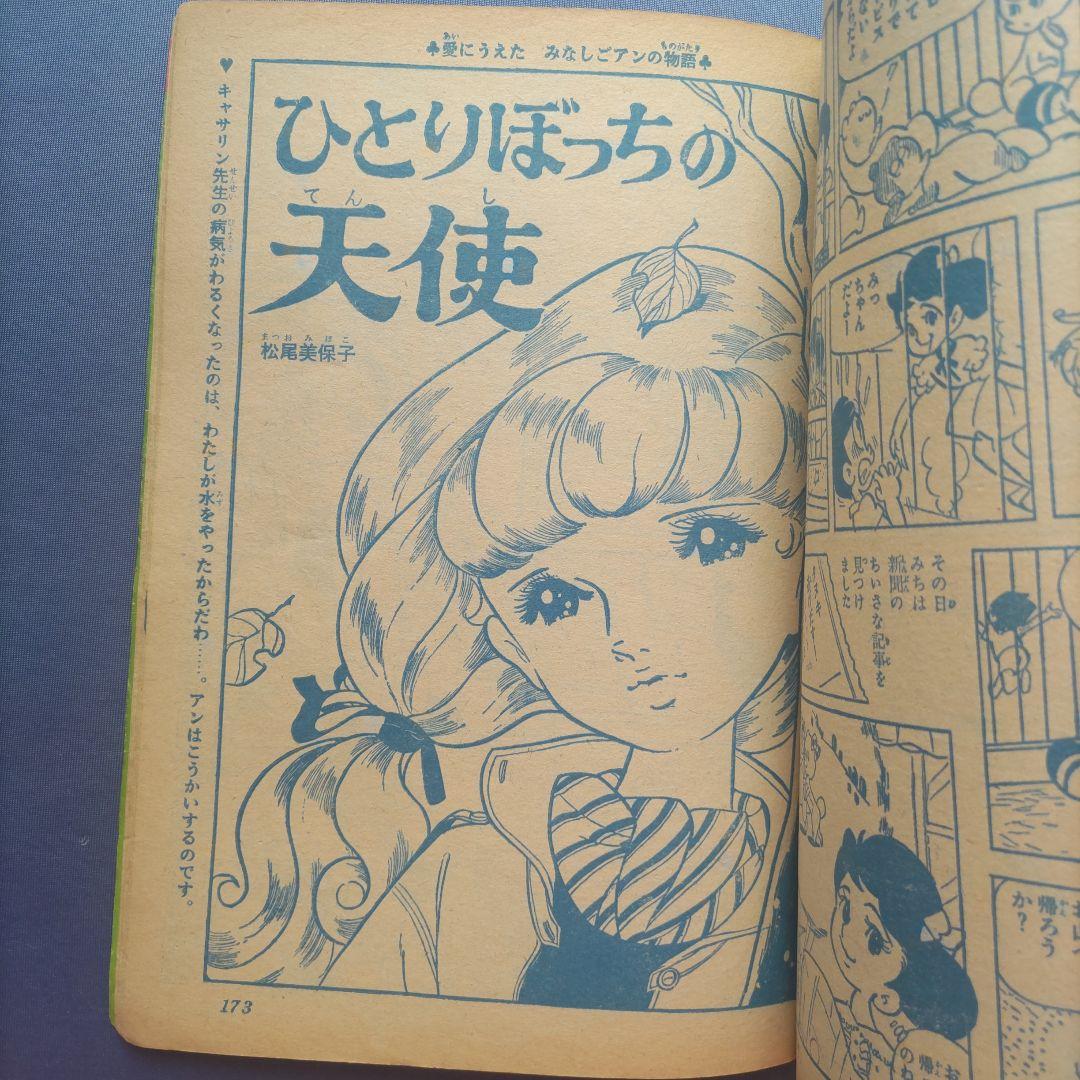 ♣愛にうえた　みなしごアンの物語♣
ひとりぼっちの
天使
松尾美保子
♥キャサリン先生の病気がわるくなったのは、わたしが水をやったからだわ……。アンはこうかいするのです。
173
みっ
ちゃん
だよー
その日
みちは
新聞の
ちいさな記事を
見つけ
ました
帰ろう
か？